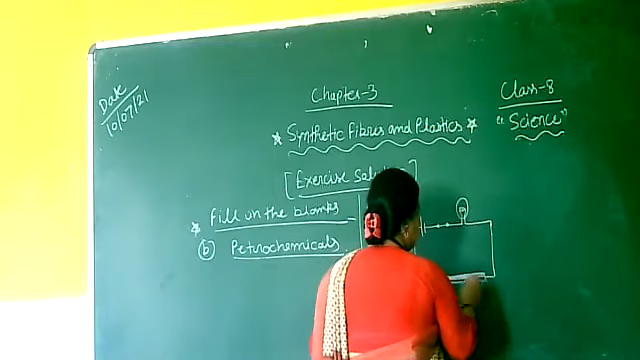 Date
10/07/21
Chapter-3
Class-8
"Science"
Synthetic Fibres and Plastics
[Exercise
Fill in the blanks
(b) Petrochemicals.